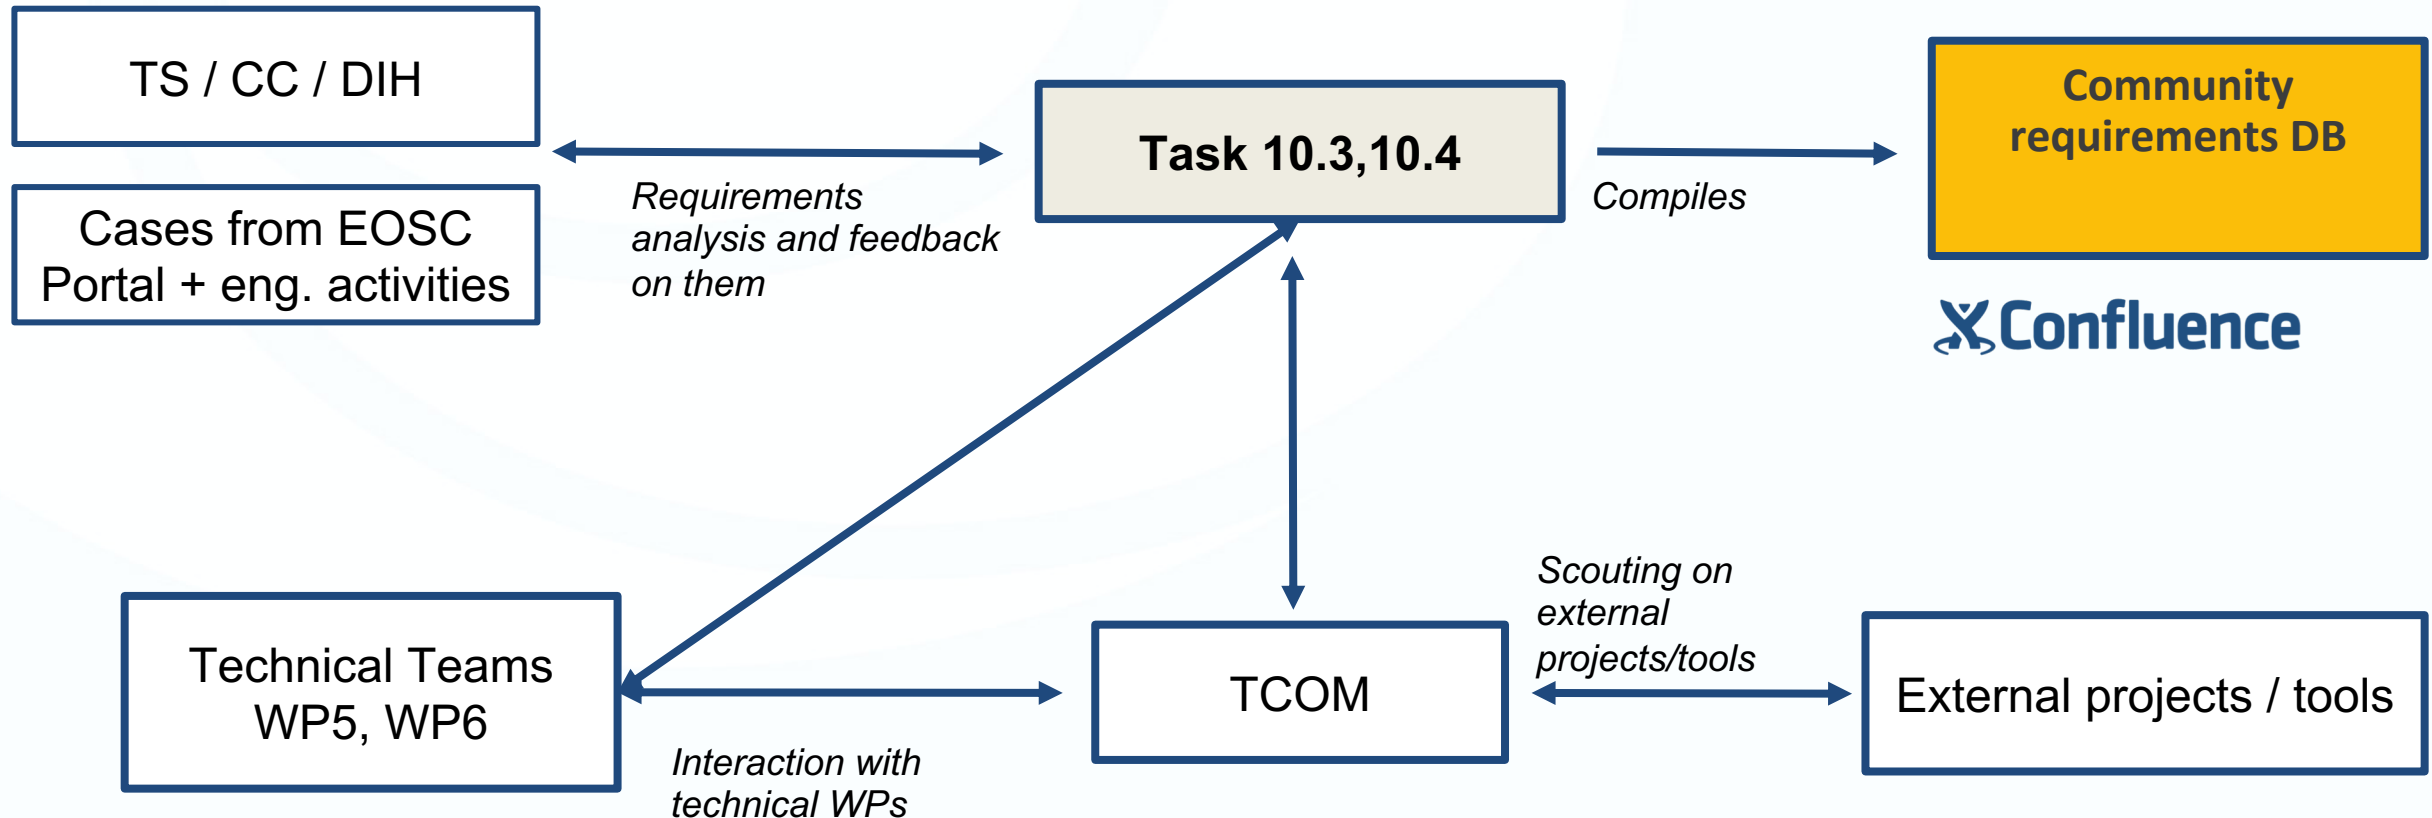 TS / CC / DIH
Cases from EOSC
Portal + eng. activities
Requirements
analysis and feedback
on them
Task 10.3,10.4
Compiles
Community
requirements DB
Confluence
Technical Teams
WP5, WP6
Interaction with
technical WPs
TCOM
Scouting on
external
projects/tools
External projects / tools